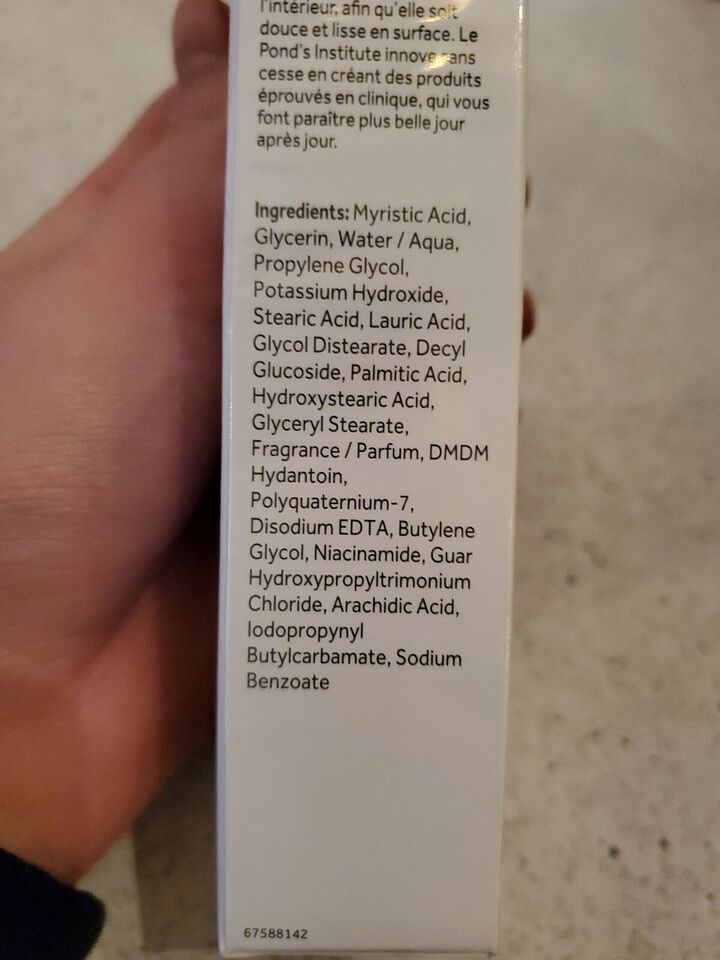 l'intérieur, afin qu'elle soit
douce et lisse en surface. Le
Pond's Institute innove sans
cesse en créant des produits
éprouvés en clinique, qui vous
font paraître plus belle jour
après jour.
Ingredients: Myristic Acid,
Glycerin, Water / Aqua,
Propylene Glycol,
Potassium Hydroxide,
Stearic Acid, Lauric Acid,
Glycol Distearate, Decyl
Glucoside, Palmitic Acid,
Hydroxystearic Acid,
Glyceryl Stearate,
Fragrance / Parfum, DMDM
Hydantoin,
Polyquaternium-7,
Disodium EDTA, Butylene
Glycol, Niacinamide, Guar
Hydroxypropyltrimonium
Chloride, Arachidic Acid,
Iodopropynyl
Butylcarbamate, Sodium
Benzoate
67588142